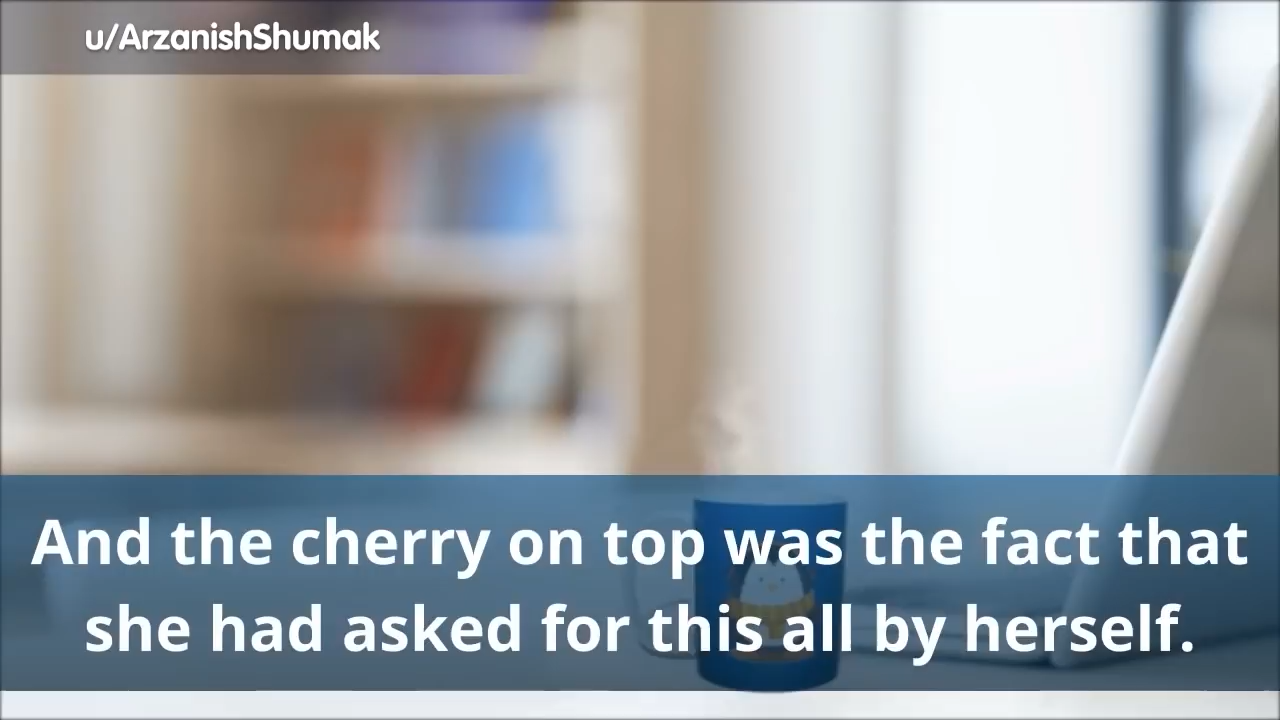 u/ArzanishShumak
And the cherry on top was the fact that
she had asked for this all by herself.